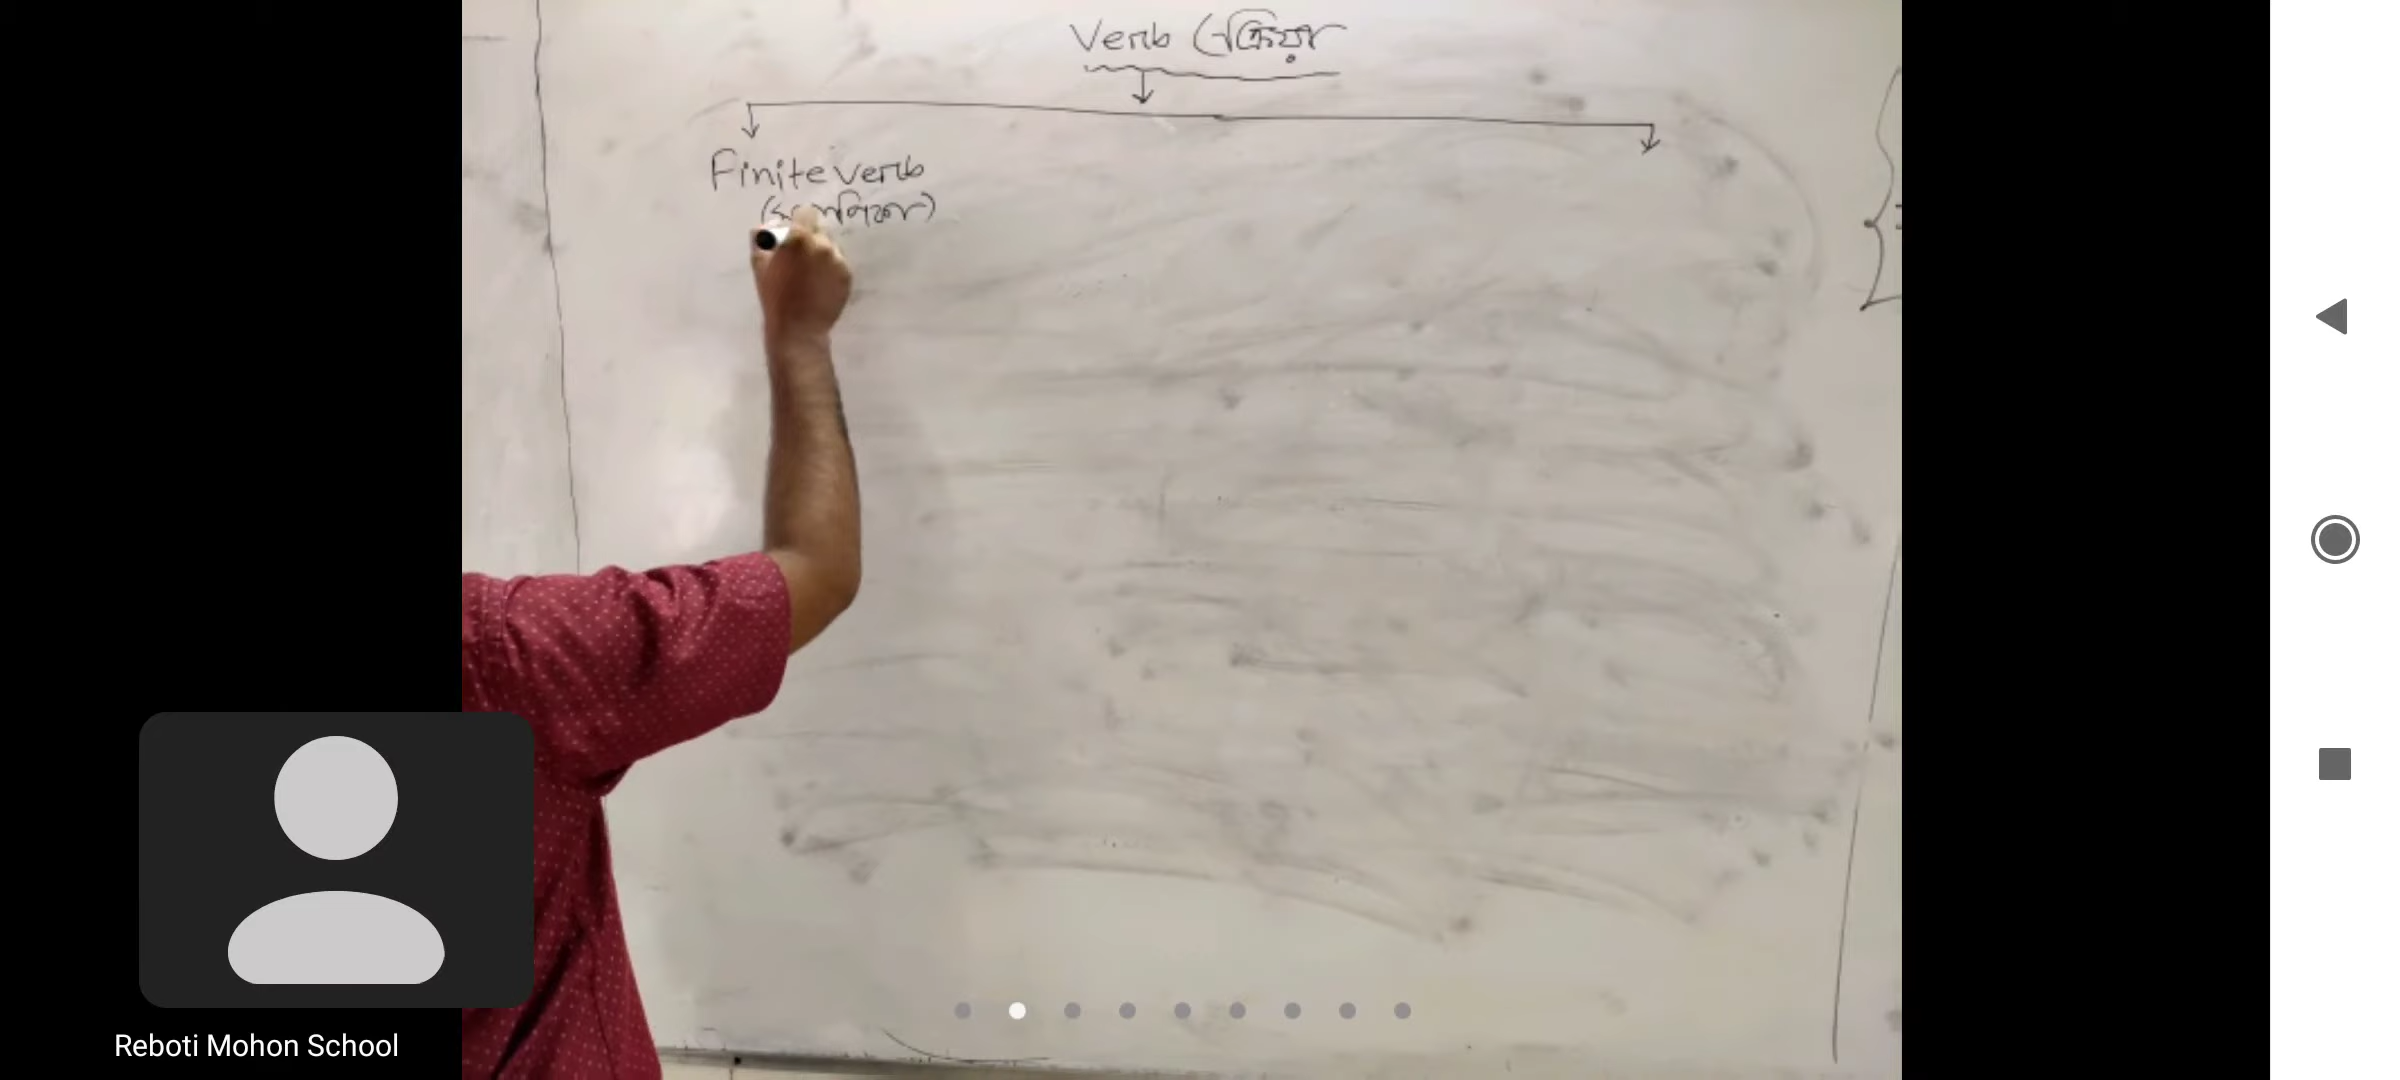 Verb (ক্রিয়া
Finite verb
Reboti Mohon School